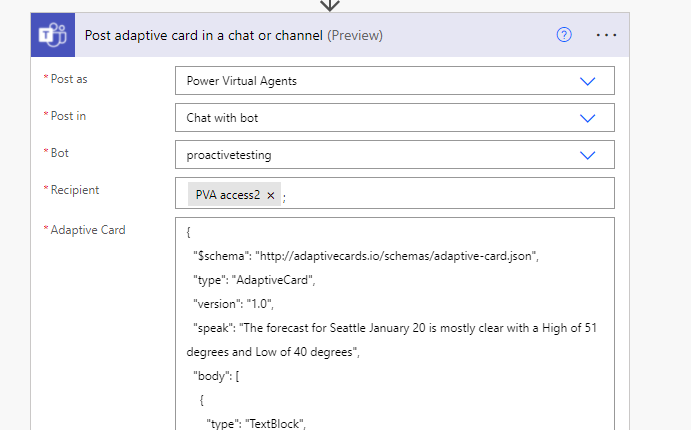 Post adaptive card in a chat or channel (Preview)
* Post as
Power Virtual Agents
* Post in
Chat with bot
* Bot
proactivetesting
* Recipient
PVA access2 × ;
* Adaptive Card
{
"$schema": "http://adaptivecards.io/schemas/adaptive-card.json",
"type": "AdaptiveCard",
"version": "1.0",
"speak": "The forecast for Seattle January 20 is mostly clear with a High of 51
degrees and Low of 40 degrees",
"body": [
{
"type": "TextBlock",